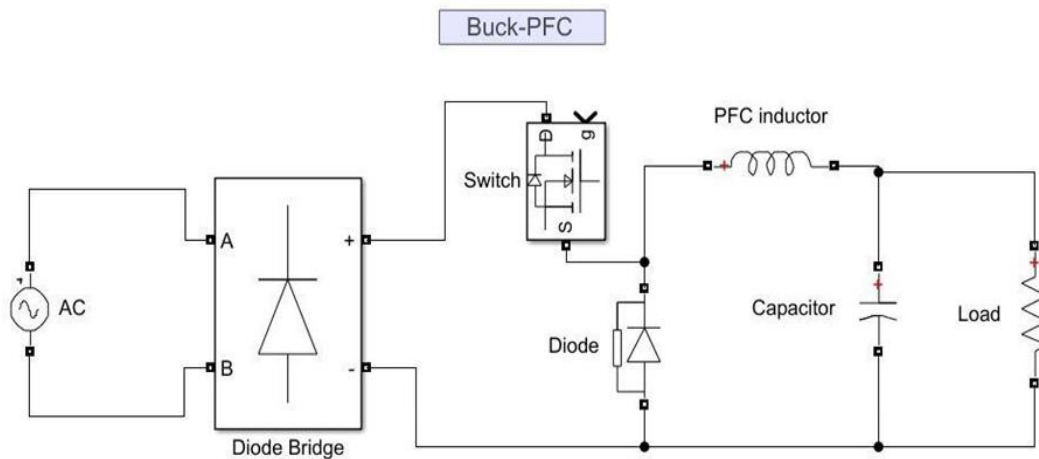 Buck-PFC
PFC inductor
D
g
Switch
S
A
+
AC
Capacitor
Load
Diode
B
-
Diode Bridge